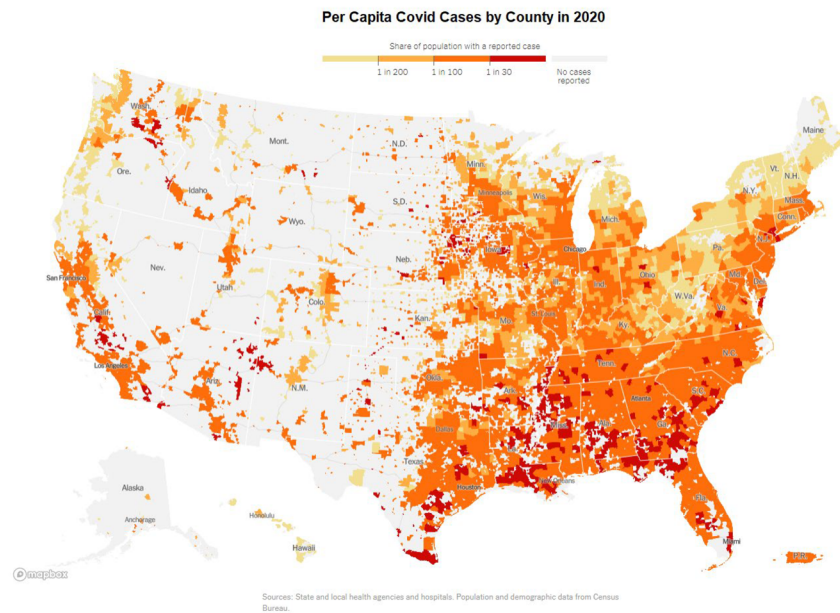 Per Capita Covid Cases by County in 2020
Share of population with a reported case
1 in 200
1 in 100
1 in 30
No cases
reported
Wash.
Mont.
N.D.
Minn.
Maine
Ore.
Idaho
S.D.
Minneapolis
Wis.
Vt.
N.H.
N.Y.
Mass.
Mich.
Conn.
Wyo.
Iowa
Chicago
Neb.
Pa.
San Francisco
Nev.
Utah
Colo.
Ind.
Ohio
Md.
Del.
W.Va.
Va.
Calif.
Kan.
Mo.
St. Louis
Ky.
Los Angeles
Ariz.
N.M.
Okla.
Ark.
Tenn.
N.C.
Atlanta
Dallas
Miss.
Texas
Houston
New Orleans
Fla.
Miami
Alaska
Anchorage
Honolulu
Hawaii
P.R.
mapbox
Sources: State and local health agencies and hospitals. Population and demographic data from Census
Bureau.